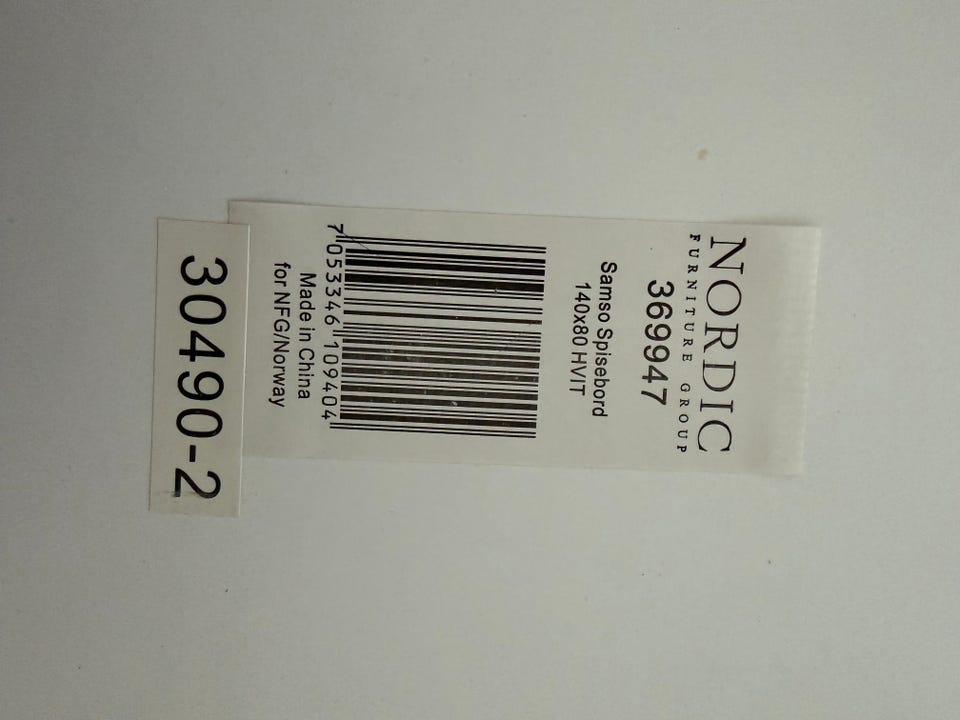 NORDIC
FURNITURE GROUP
369947
Samso Spisebord
140x80 HVIT
7 053346 109404
Made in China
for NFG/Norway
30490-2